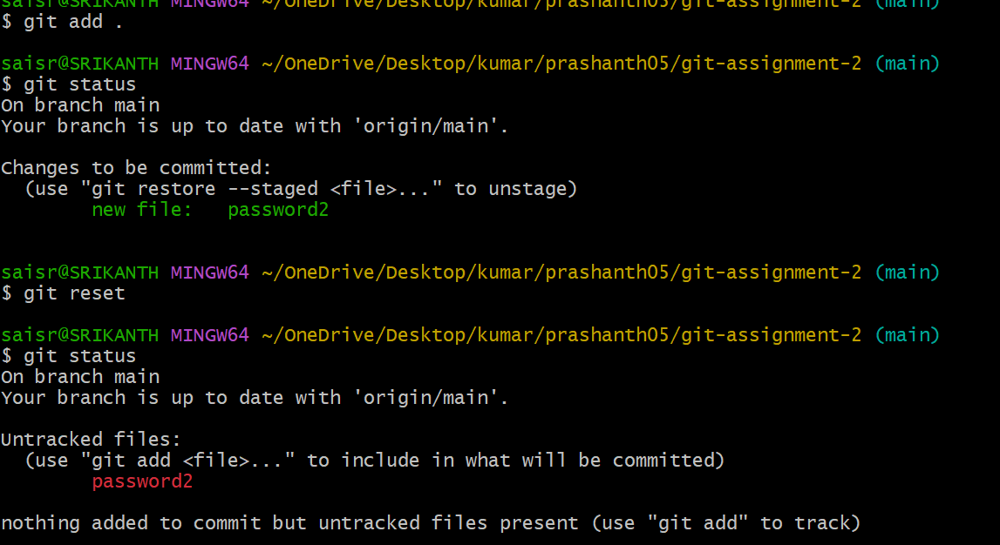 saisr@SRIKANTH MINGW64 ~/OneDrive/Desktop/kumar/prashanth05/git-assignment-2 (main)
$ git add .
saisr@SRIKANTH MINGW64 ~/OneDrive/Desktop/kumar/prashanth05/git-assignment-2 (main)
$ git status
On branch main
Your branch is up to date with 'origin/main'.
Changes to be committed:
  (use "git restore --staged <file>..." to unstage)
        new file:   password2
saisr@SRIKANTH MINGW64 ~/OneDrive/Desktop/kumar/prashanth05/git-assignment-2 (main)
$ git reset
saisr@SRIKANTH MINGW64 ~/OneDrive/Desktop/kumar/prashanth05/git-assignment-2 (main)
$ git status
On branch main
Your branch is up to date with 'origin/main'.
Untracked files:
  (use "git add <file>..." to include in what will be committed)
        password2
nothing added to commit but untracked files present (use "git add" to track)